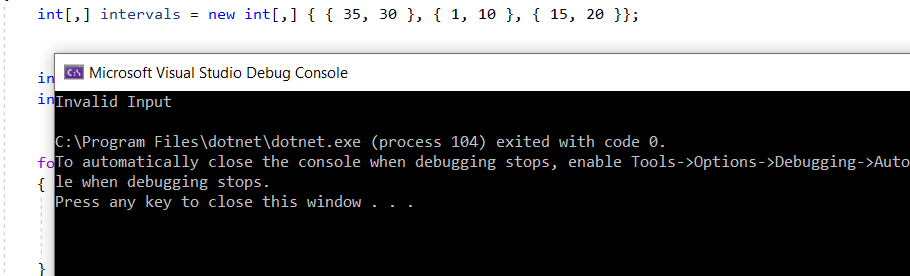 int[,] intervals = new int[,] { { 35, 30 }, { 1, 10 }, { 15, 20 }};
Microsoft Visual Studio Debug Console
in
in
Invalid Input
C:\Program Files\dotnet\dotnet.exe (process 104) exited with code 0.
fo
To automatically close the console when debugging stops, enable Tools->Options->Debugging->Auto
{
le when debugging stops.
Press any key to close this window . . .
}